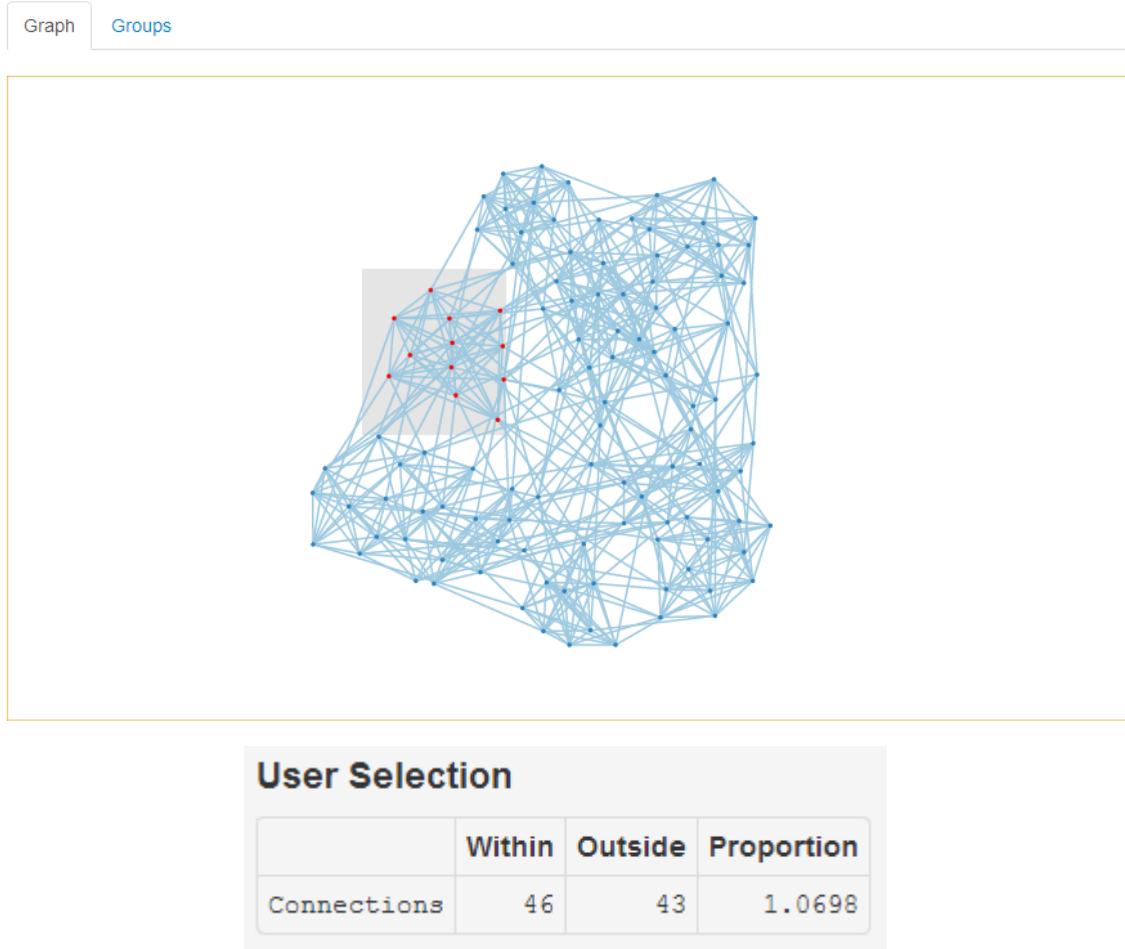 Graph Groups
User Selection
Within Outside Proportion
Connections 46 43 1.0698